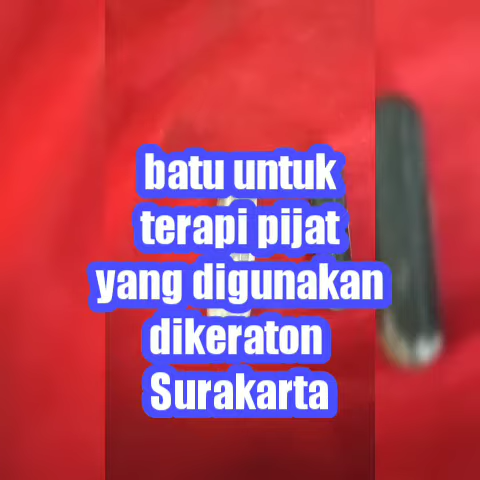 batu untuk
terapi pijat
yang digunakan
dikeraton
Surakarta